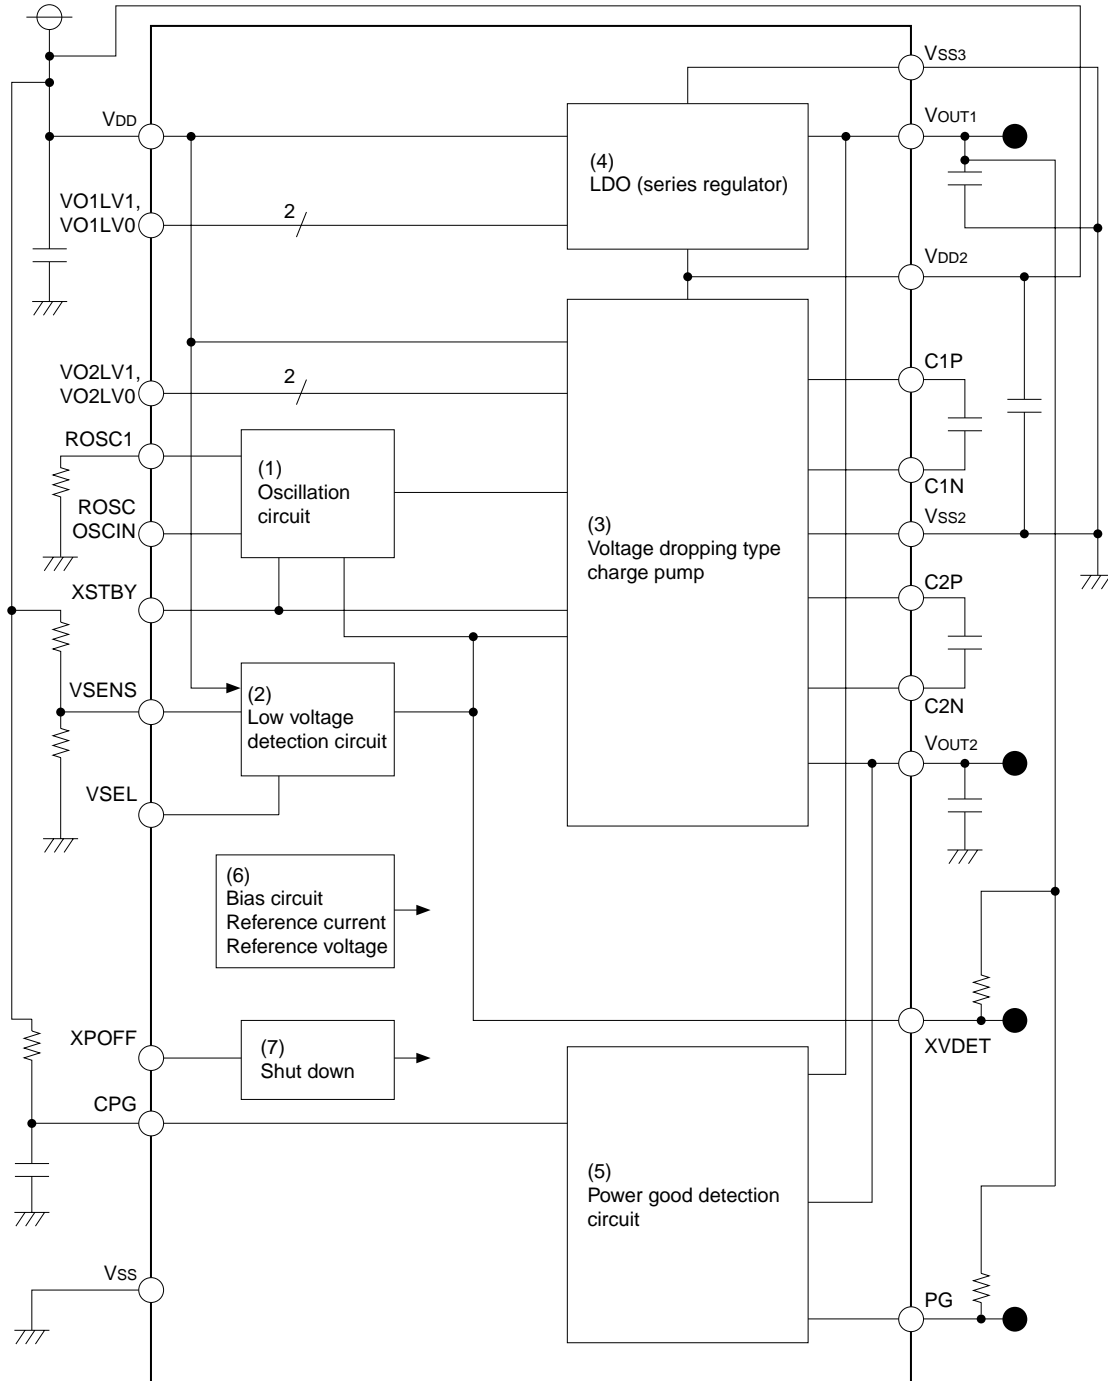 VSS3
VDD
VOUT1
(4)
LDO (series regulator)
VO1LV1,
VO1LV0
2
VDD2
VO2LV1,
VO2LV0
2
C1P
ROSC1
(1)
Oscillation
circuit
C1N
ROSC
OSCIN
VSS2
(3)
Voltage dropping type
charge pump
XSTBY
C2P
VSENS
(2)
Low voltage
detection circuit
C2N
VOUT2
VSEL
(6)
Bias circuit
Reference current
Reference voltage
XPOFF
(7)
Shut down
XVDET
CPG
(5)
Power good detection
circuit
VSS
PG